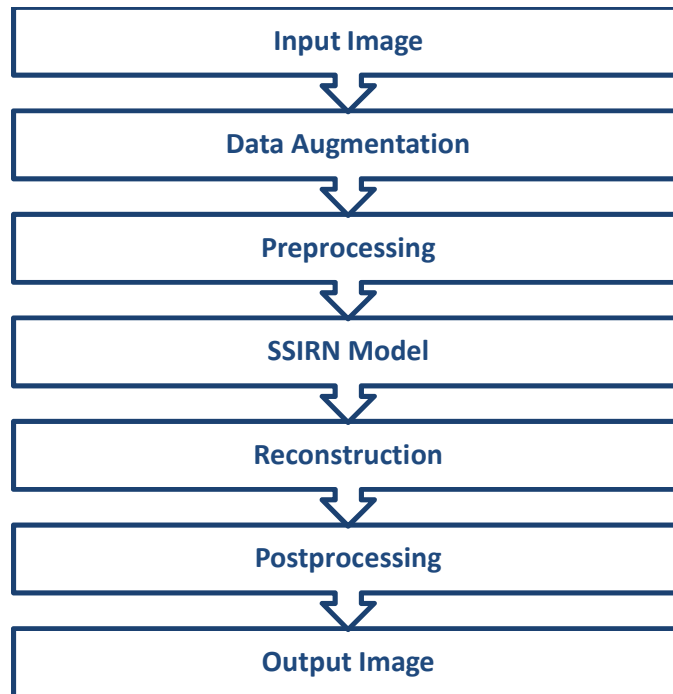 Input Image
Data Augmentation
Preprocessing
SSIRN Model
Reconstruction
Postprocessing
Output Image